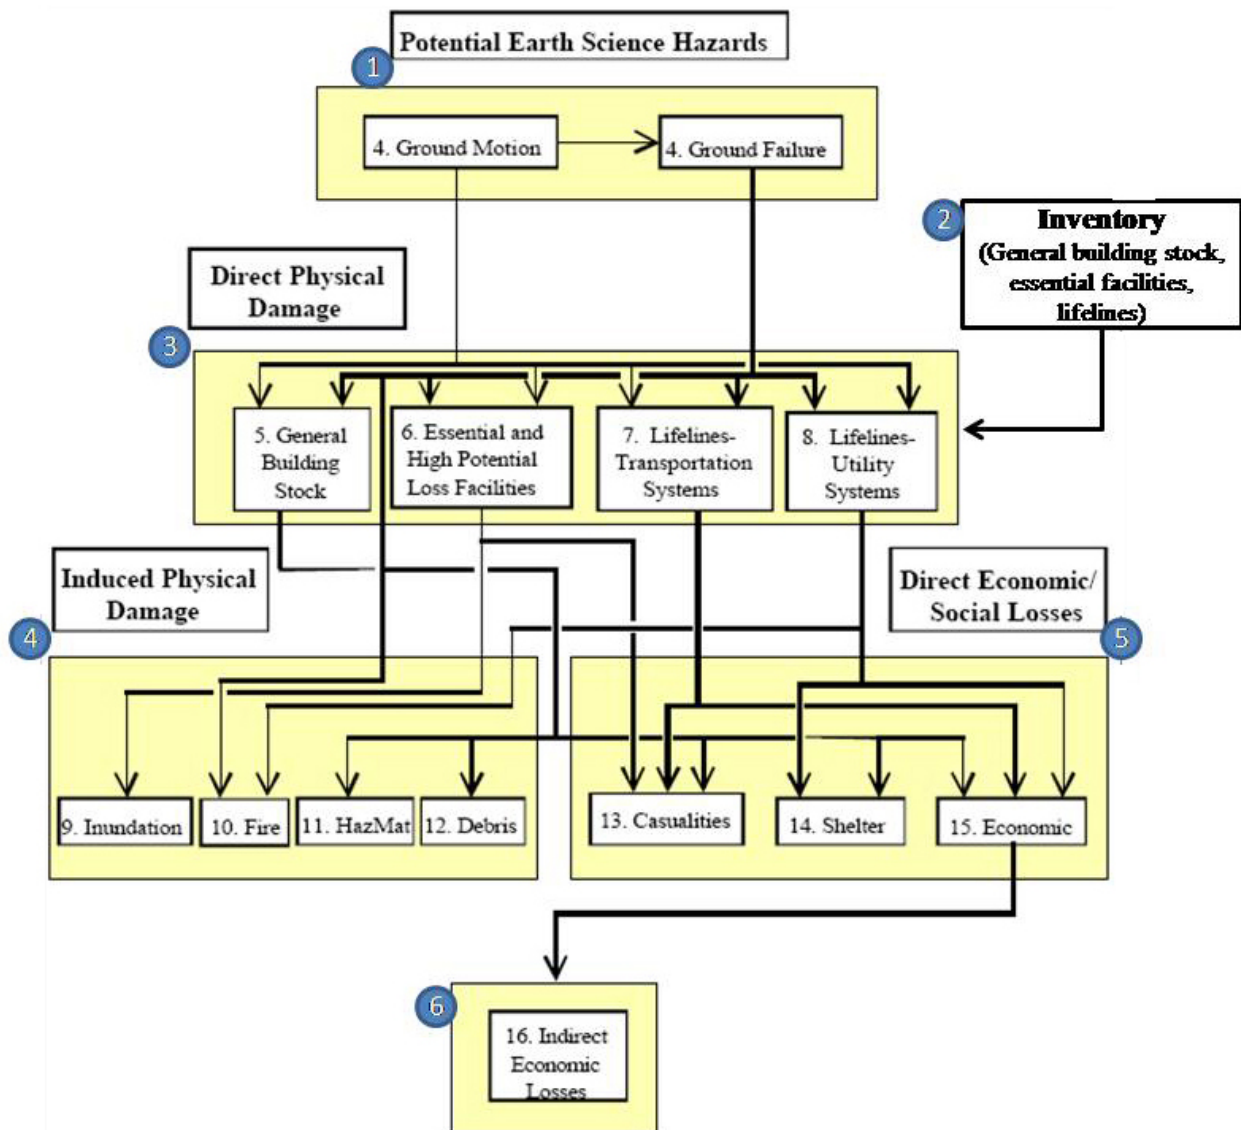 Potential Earth Science Hazards
1
4. Ground Motion
4. Ground Failure
2
Inventory
(General building stock,
essential facilities,
lifelines)
Direct Physical
Damage
3
5. General
Building
Stock
6. Essential and
High Potential
Loss Facilities
7. Lifelines-
Transportation
Systems
8. Lifelines-
Utility
Systems
Induced Physical
Damage
4
Direct Economic/
Social Losses
5
9. Inundation
10. Fire
11. HazMat
12. Debris
13. Casualities
14. Shelter
15. Economic
6
16. Indirect
Economic
Losses